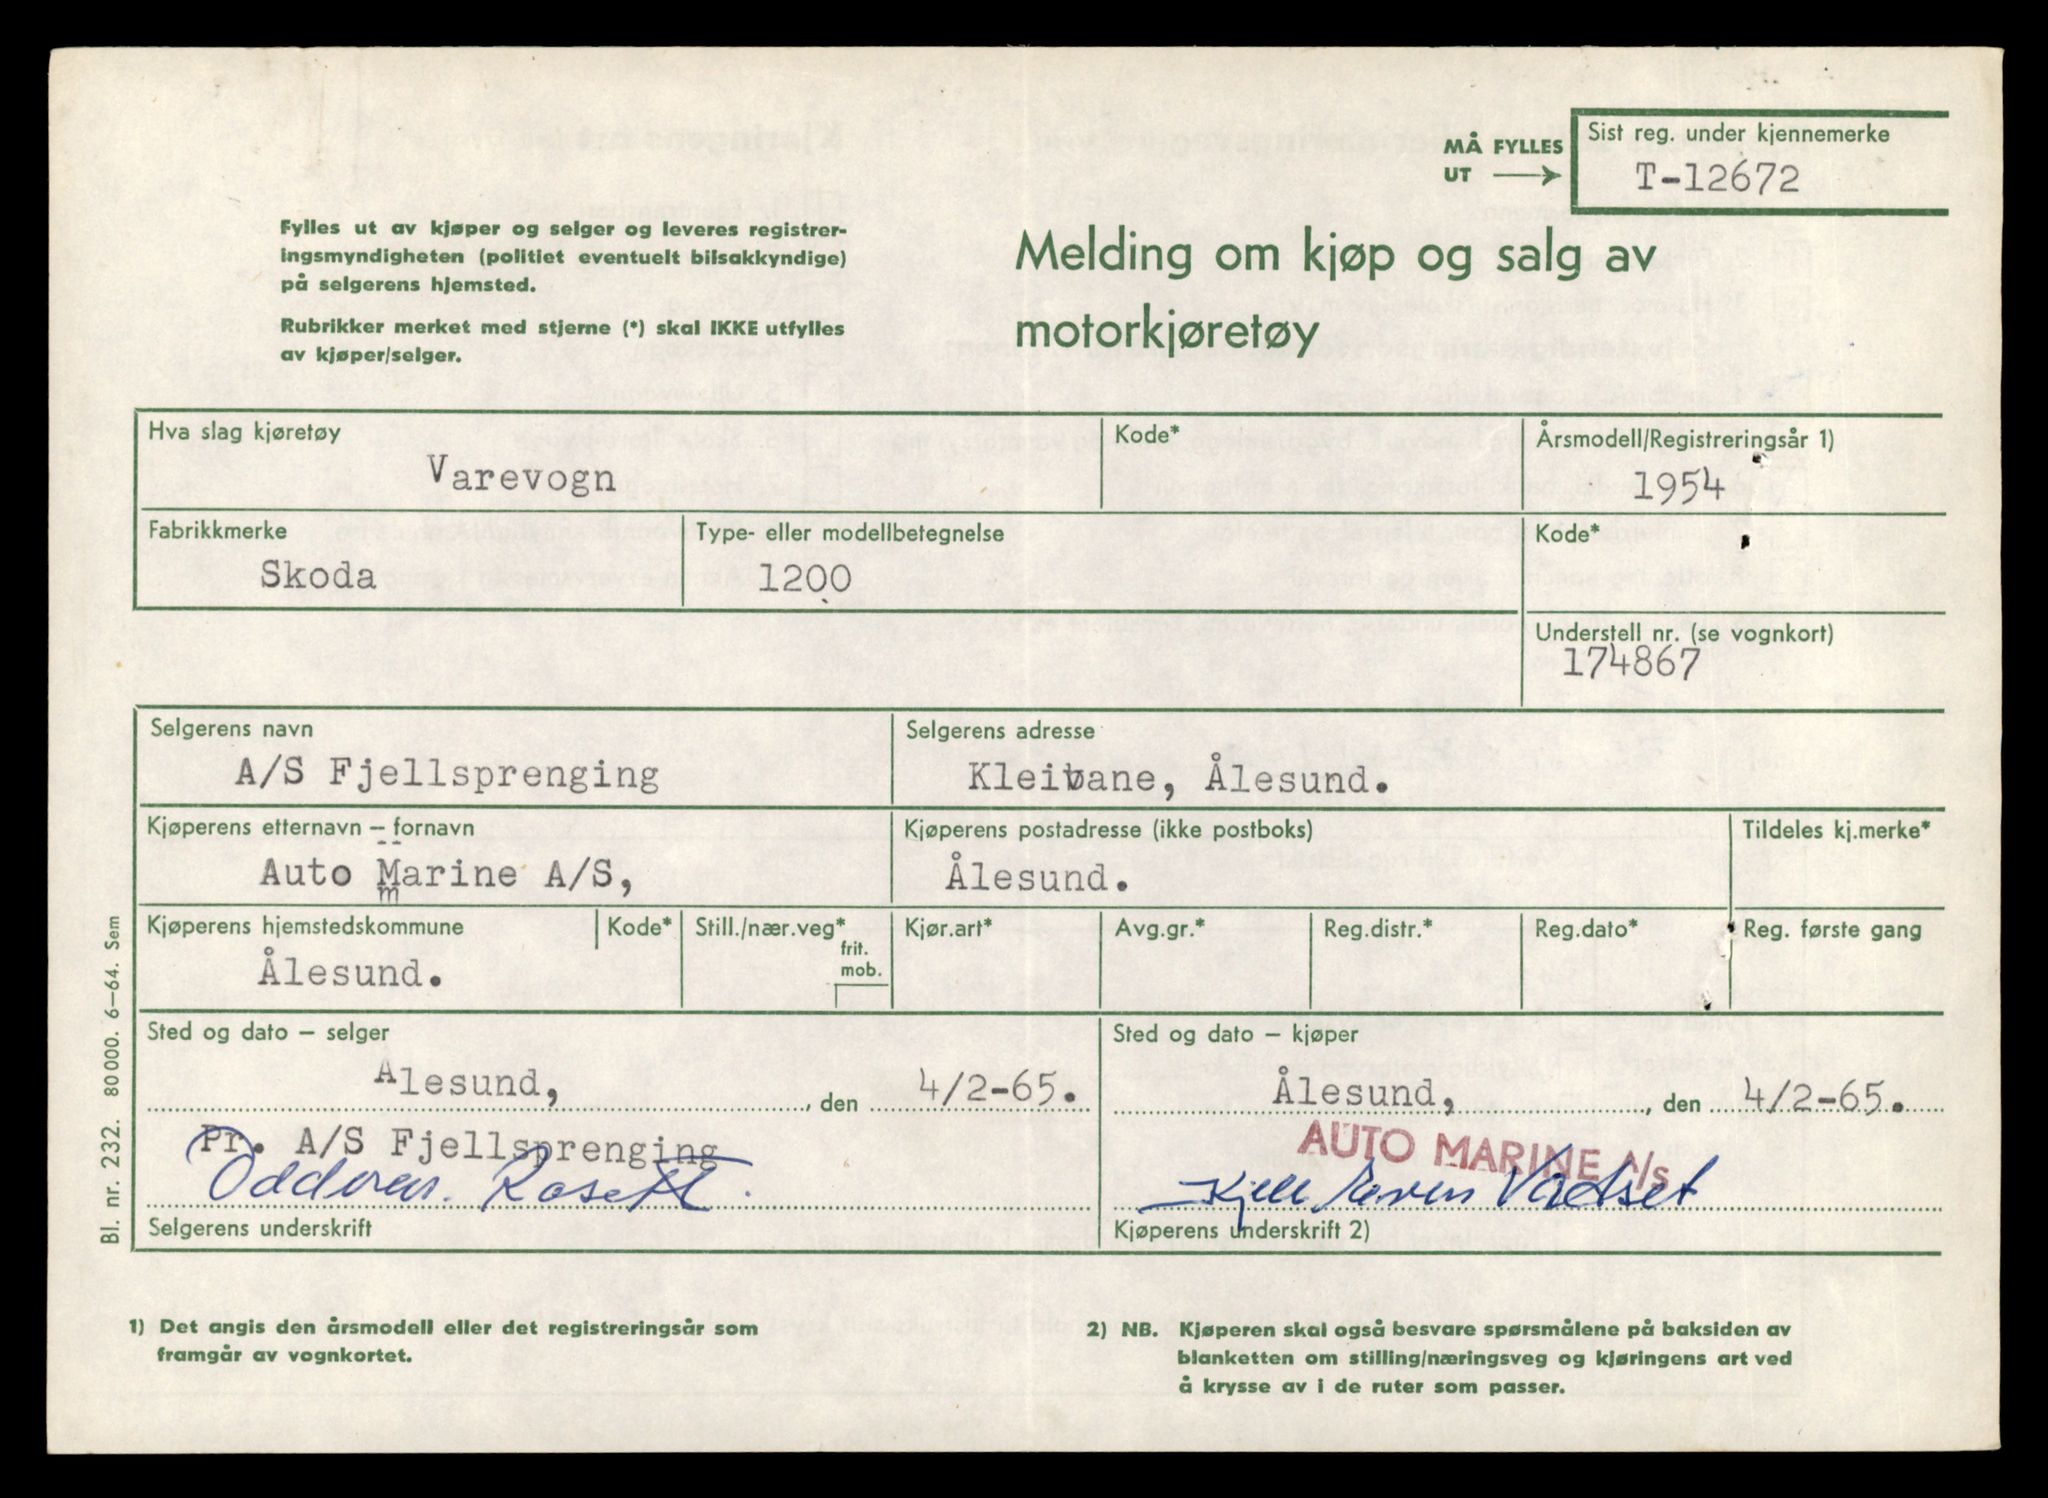 MÅ FYLLES
UT
Sist reg. under kjennemerke
T-12672
Fylles ut av kjøper og selger og leveres registrer-
ingsmyndigheten (politiet eventuelt bilsakkyndige)
på selgerens hjemsted.
Rubrikker merket med stjerne (*) skal IKKE utfylles
av kjøper/selger.
Melding om kjøp og salg av
motorkjøretøy
Hva slag kjøretøy
Varevogn
Kode*
Årsmodell/Registreringsår 1)
1954
Fabrikkmerke
Skoda
Type- eller modellbetegnelse
1200
Kode*
Understell nr. (se vognkort)
174867
Selgerens navn
A/S Fjellsprenging
Selgerens adresse
Kleivane, Ålesund.
Kjøperens etternavn – fornavn
Auto Marine A/S,
Kjøperens postadresse (ikke postboks)
Ålesund.
Tildeles kj.merke*
Kjøperens hjemstedskommune
Ålesund.
Kode*
Still./nær.veg*
frit.
mob.
Kjør.art*
Avg.gr.*
Reg.distr.*
Reg.dato*
Reg. første gang
Sted og dato – selger
Alesund, , den 4/2-65.
Pr. A/S Fjellsprenging
Selgerens underskrift
Sted og dato – kjøper
Ålesund, , den 4/2-65.
AUTO MARINE A/S
Kjell Vadset
Kjøperens underskrift 2)
Bl. nr. 232. 80000. 6–64. Sem
1) Det angis den årsmodell eller det registreringsår som
framgår av vognkortet.
2) NB. Kjøperen skal også besvare spørsmålene på baksiden av
blanketten om stilling/næringsveg og kjøringens art ved
å krysse av i de ruter som passer.